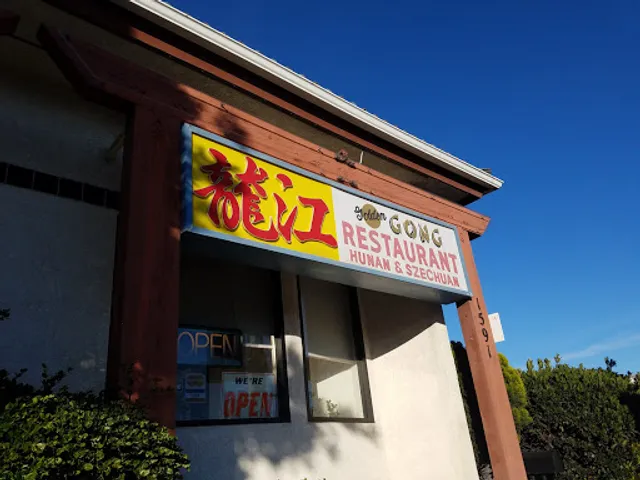 龍江
Golden
GONG
RESTAURANT
HUNAN & SZECHUAN
1591
OPEN
WE'RE
OPEN